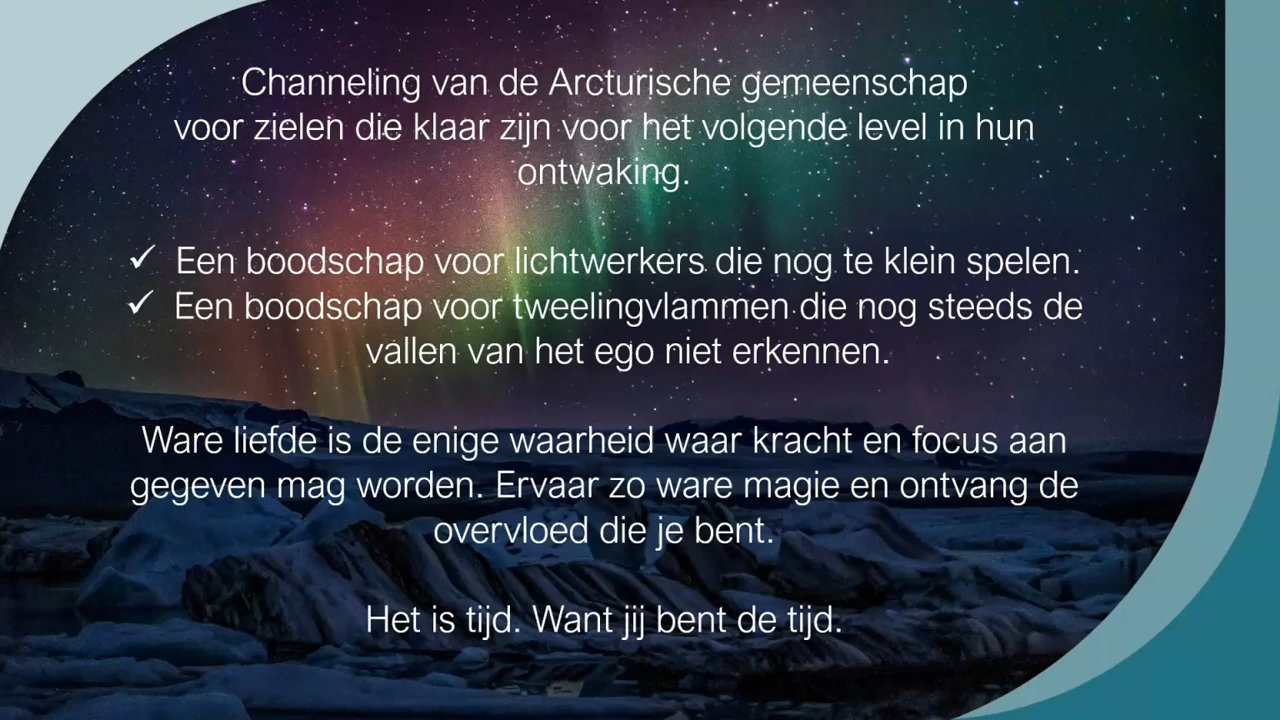 Channeling van de Arcturische gemeenschap
voor zielen die klaar zijn voor het volgende level in hun
ontwaking.
✓ Een boodschap voor lichtwerkers die nog te klein spelen.
✓ Een boodschap voor tweelingvlammen die nog steeds de
vallen van het ego niet erkennen.
Ware liefde is de enige waarheid waar kracht en focus aan
gegeven mag worden. Ervaar zo ware magie en ontvang de
overvloed die je bent.
Het is tijd. Want jij bent de tijd.